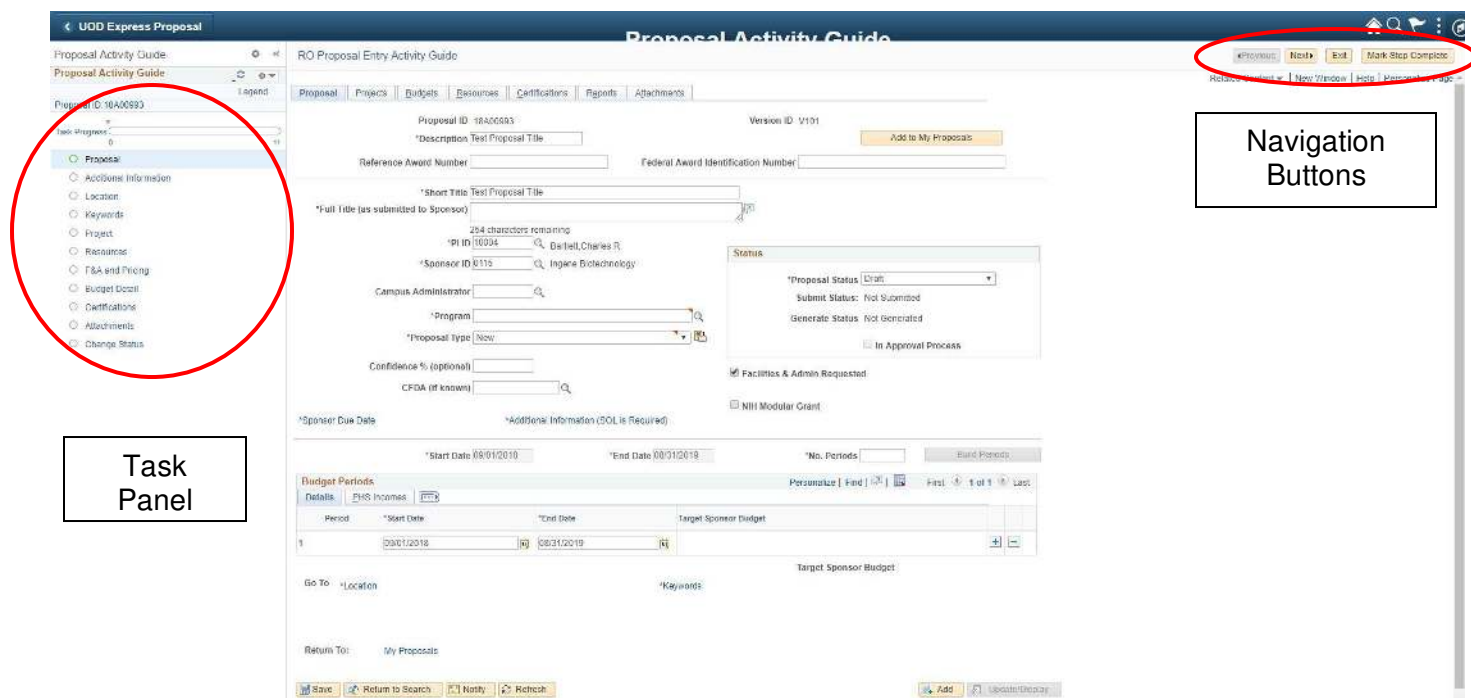 UOD Express Proposal
Proposal Activity Guide
Proposal Activity Guide
RO Proposal Entry Activity Guide
Previous Next Exit Mark Step Complete
Proposal Activity Guide
Legend
New Window | Help | Personalize Page
Proposal ID: 18A00993
Task Progress
0
Proposal
Additional Information
Location
Keywords
Project
Resources
F&A and Pricing
Budget Detail
Certifications
Attachments
Change Status
Task
Panel
Navigation
Buttons
Proposal Projects Budgets Resources Certifications Reports Attachments
Proposal ID 18A00993 Version ID V101
*Description Test Proposal Title Add to My Proposals
Reference Award Number Federal Award Identification Number
*Short Title Test Proposal Title
*Full Title (as submitted to Sponsor)
254 characters remaining
*PI ID Bartlett,Charles R
*Sponsor ID 0116 Ingene Biotechnology
Campus Administrator
*Program
*Proposal Type New
Confidence % (optional)
CFDA (if known)
Status
*Proposal Status Draft
Submit Status: Not Submitted
Generate Status Not Generated
In Approval Process
Facilities & Admin Requested
NIH Modular Grant
*Sponsor Due Date *Additional Information (SOL is Required)
*Start Date 09/01/2018 *End Date 08/31/2019 *No. Periods Build Periods
Budget Periods Personalize | Find | First 1 of 1 Last
Details PHS Incomes
Period *Start Date *End Date Target Sponsor Budget
1 09/01/2018 08/31/2019
Target Sponsor Budget
Go To *Location *Keywords
Return To: My Proposals
Save Return to Search Notify Refresh Add Update/Display